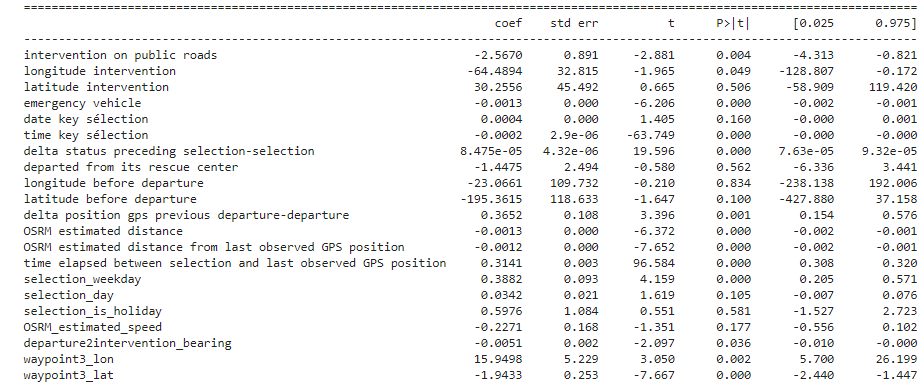 ==============================================================================================================
coef std err t P>|t| [0.025 0.975]
--------------------------------------------------------------------------------------------------------------
intervention on public roads -2.5670 0.891 -2.881 0.004 -4.313 -0.821
longitude intervention -64.4894 32.815 -1.965 0.049 -128.807 -0.172
latitude intervention 30.2556 45.492 0.665 0.506 -58.909 119.420
emergency vehicle -0.0013 0.000 -6.206 0.000 -0.002 -0.001
date key sélection 0.0004 0.000 1.405 0.160 -0.000 0.001
time key sélection -0.0002 2.9e-06 -63.749 0.000 -0.000 -0.000
delta status preceding selection-selection 8.475e-05 4.32e-06 19.596 0.000 7.63e-05 9.32e-05
departed from its rescue center -1.4475 2.494 -0.580 0.562 -6.336 3.441
longitude before departure -23.0661 109.732 -0.210 0.834 -238.138 192.006
latitude before departure -195.3615 118.633 -1.647 0.100 -427.880 37.158
delta position gps previous departure-departure 0.3652 0.108 3.396 0.001 0.154 0.576
OSRM estimated distance -0.0013 0.000 -6.372 0.000 -0.002 -0.001
OSRM estimated distance from last observed GPS position -0.0012 0.000 -7.652 0.000 -0.002 -0.001
time elapsed between selection and last observed GPS position 0.3141 0.003 96.584 0.000 0.308 0.320
selection_weekday 0.3882 0.093 4.159 0.000 0.205 0.571
selection_day 0.0342 0.021 1.619 0.105 -0.007 0.076
selection_is_holiday 0.5976 1.084 0.551 0.581 -1.527 2.723
OSRM_estimated_speed -0.2271 0.168 -1.351 0.177 -0.556 0.102
departure2intervention_bearing -0.0051 0.002 -2.097 0.036 -0.010 -0.000
waypoint3_lon 15.9498 5.229 3.050 0.002 5.700 26.199
waypoint3_lat -1.9433 0.253 -7.667 0.000 -2.440 -1.447